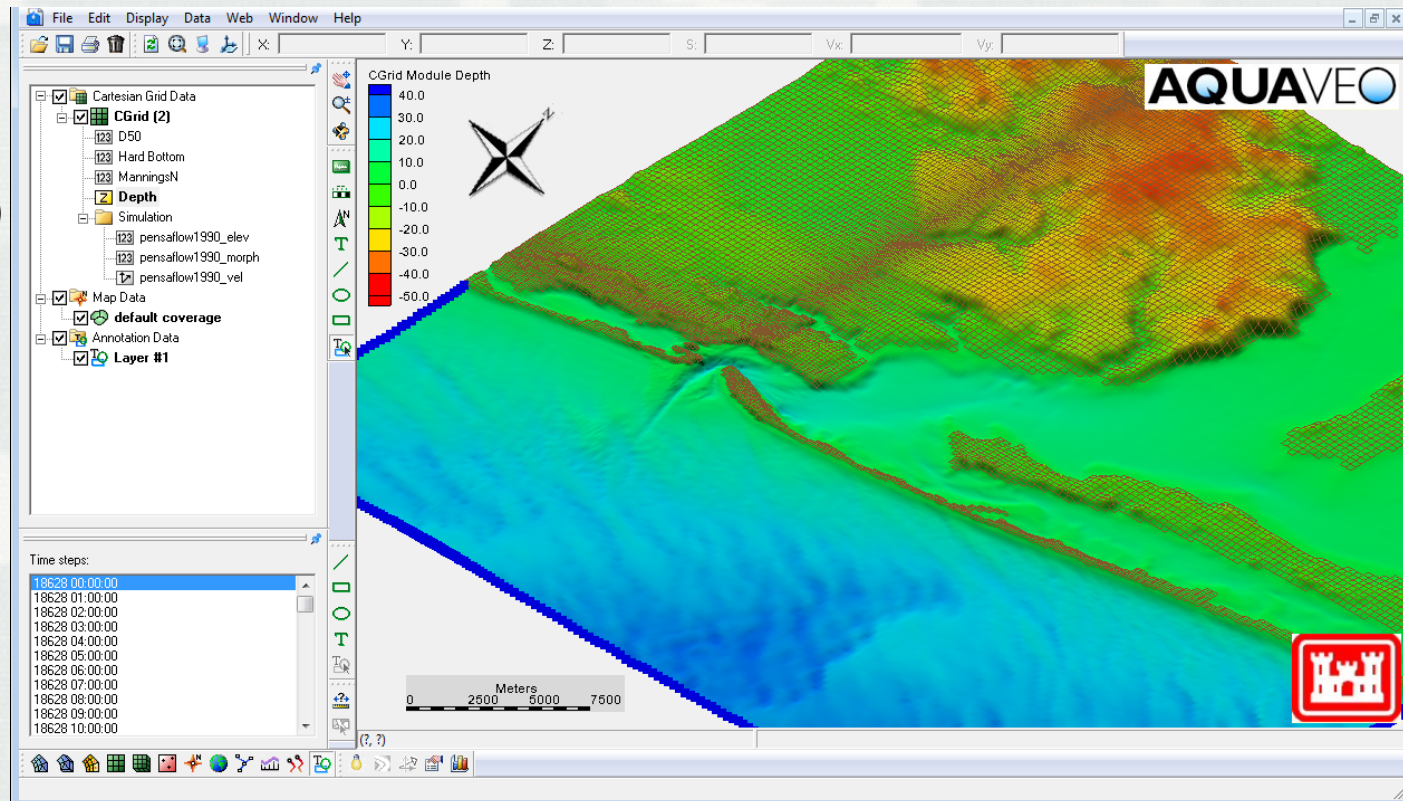 File Edit Display Data Web Window Help
X: Y: Z: S: Vx: Vy:
Cartesian Grid Data
CGrid (2)
123 D50
123 Hard Bottom
123 ManningsN
Z Depth
Simulation
123 pensaflow1990_elev
123 pensaflow1990_morph
pensaflow1990_vel
Map Data
default coverage
Annotation Data
Layer #1
Time steps:
18628 00:00:00
18628 01:00:00
18628 02:00:00
18628 03:00:00
18628 04:00:00
18628 05:00:00
18628 06:00:00
18628 07:00:00
18628 08:00:00
18628 09:00:00
18628 10:00:00
CGrid Module Depth
40.0
30.0
20.0
10.0
0.0
-10.0
-20.0
-30.0
-40.0
-50.0
N
AQUAVEO
Meters
0 2500 5000 7500
(?, ?)